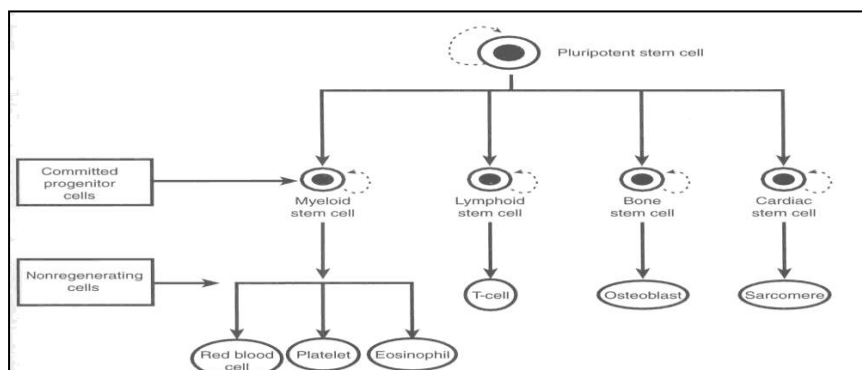 Pluripotent stem cell
Committed
progenitor
cells
Myeloid
stem cell
Lymphoid
stem cell
Bone
stem cell
Cardiac
stem cell
Nonregenerating
cells
T-cell
Osteoblast
Sarcomere
Red blood
cell
Platelet
Eosinophil